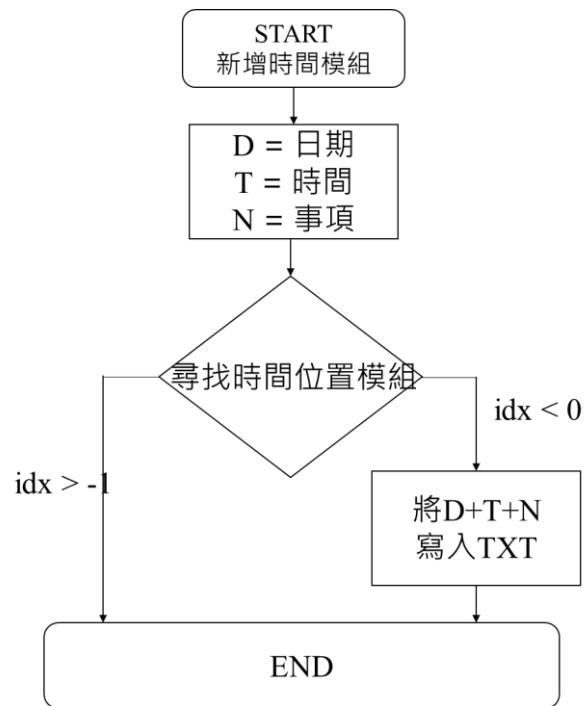 START
新增時間模組
D = 日期
T = 時間
N = 事項
尋找時間位置模組
idx < 0
idx > -1
將D+T+N
寫入TXT
END